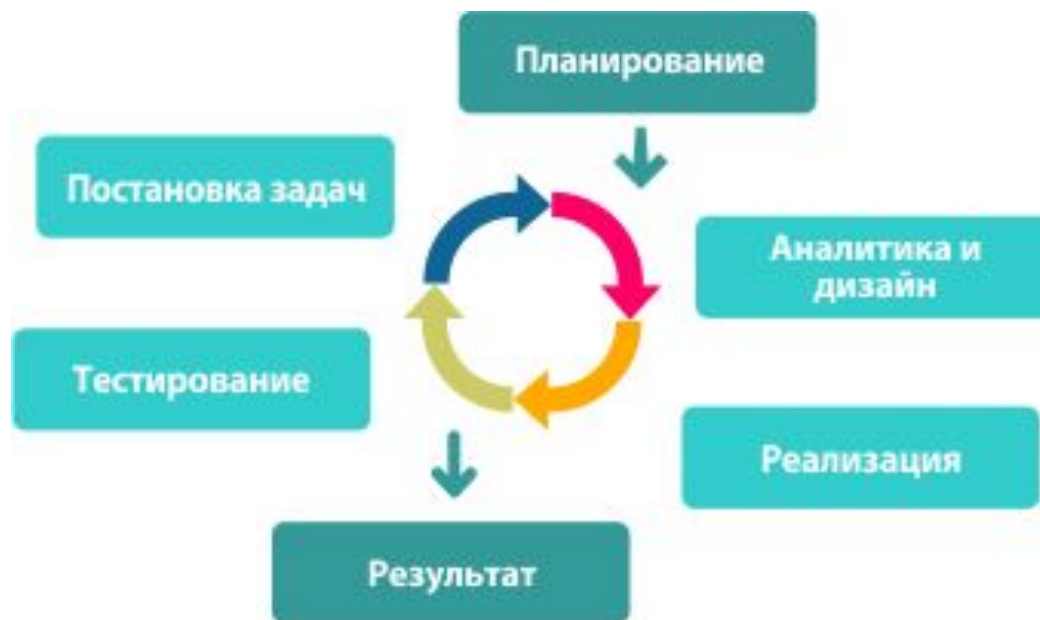 Планирование
Постановка задач
Аналитика и
дизайн
Тестирование
Реализация
Результат